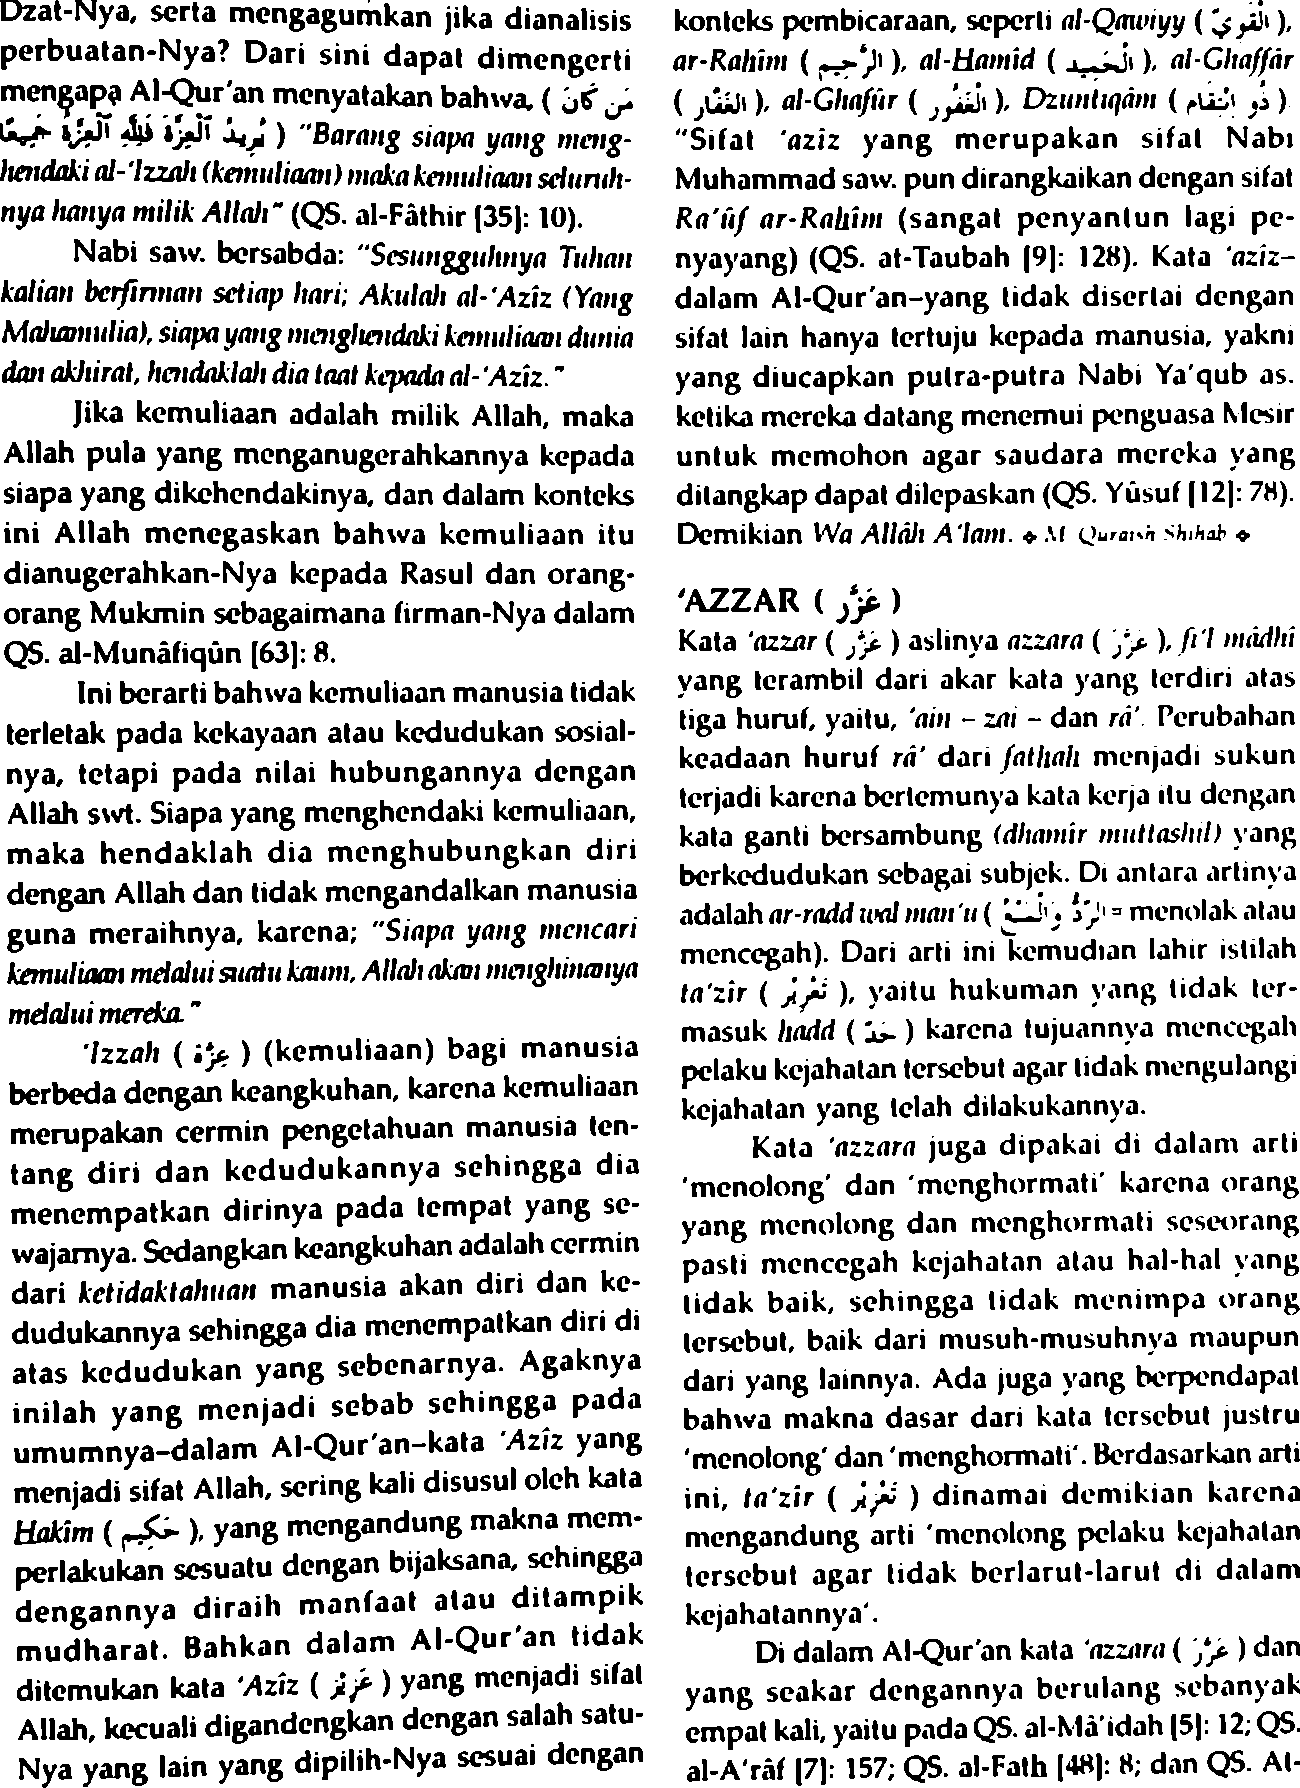 Dzat-Nya, serta mengagumkan jika dianalisis
perbuatan-Nya? Dari sini dapat dimengerti
mengapa Al-Qur'an menyatakan bahwa, ( مَن كَانَ
يُرِيدُ ٱلْعِزَّةَ فَلِلَّهِ ٱلْعِزَّةُ جَمِيعًا ) "Barang siapa yang meng-
hendaki al-'Izzah (kemuliaan) maka kemuliaan seluruh-
nya hanya milik Allah" (QS. al-Fâthir [35]: 10).
Nabi saw. bersabda: "Sesungguhnya Tuhan
kalian berfirman setiap hari; Akulah al-'Azîz (Yang
Mahamulia), siapa yang menghendaki kemuliaan dunia
dan akhirat, hendaklah dia taat kepada al-'Azîz."
Jika kemuliaan adalah milik Allah, maka
Allah pula yang menganugerahkannya kepada
siapa yang dikehendakinya, dan dalam konteks
ini Allah menegaskan bahwa kemuliaan itu
dianugerahkan-Nya kepada Rasul dan orang-
orang Mukmin sebagaimana firman-Nya dalam
QS. al-Munâfiqûn [63]: 8.
Ini berarti bahwa kemuliaan manusia tidak
terletak pada kekayaan atau kedudukan sosial-
nya, tetapi pada nilai hubungannya dengan
Allah swt. Siapa yang menghendaki kemuliaan,
maka hendaklah dia menghubungkan diri
dengan Allah dan tidak mengandalkan manusia
guna meraihnya, karena; "Siapa yang mencari
kemuliaan melalui suatu kaum, Allah akan menghinanya
melalui mereka."
'Izzah ( عِزَّة ) (kemuliaan) bagi manusia
berbeda dengan keangkuhan, karena kemuliaan
merupakan cermin pengetahuan manusia ten-
tang diri dan kedudukannya sehingga dia
menempatkan dirinya pada tempat yang se-
wajarnya. Sedangkan keangkuhan adalah cermin
dari ketidaktahuan manusia akan diri dan ke-
dudukannya sehingga dia menempatkan diri di
atas kedudukan yang sebenarnya. Agaknya
inilah yang menjadi sebab sehingga pada
umumnya–dalam Al-Qur'an–kata 'Azîz yang
menjadi sifat Allah, sering kali disusul oleh kata
Hakîm ( حَكِيم ), yang mengandung makna mem-
perlakukan sesuatu dengan bijaksana, sehingga
dengannya diraih manfaat atau ditampik
mudharat. Bahkan dalam Al-Qur'an tidak
ditemukan kata 'Azîz ( عَزِيْز ) yang menjadi sifat
Allah, kecuali digandengkan dengan salah satu-
Nya yang lain yang dipilih-Nya sesuai dengan
konteks pembicaraan, seperti al-Qawiyy ( الْقَوِيّ ),
ar-Rahîm ( الرَّحِيم ), al-Hamîd ( الْحَمِيد ), al-Ghaffâr
( الْغَفَّار ), al-Ghafûr ( الْغَفُور ), Dzuntiqâm ( ذُو انْتِقَام )
"Sifat 'azîz yang merupakan sifat Nabi
Muhammad saw. pun dirangkaikan dengan sifat
Ra'ûf ar-Rahîm (sangat penyantun lagi pe-
nyayang) (QS. at-Taubah [9]: 128). Kata 'azîz–
dalam Al-Qur'an–yang tidak disertai dengan
sifat lain hanya tertuju kepada manusia, yakni
yang diucapkan putra-putra Nabi Ya'qub as.
ketika mereka datang menemui penguasa Mesir
untuk memohon agar saudara mereka yang
ditangkap dapat dilepaskan (QS. Yûsuf [12]: 78).
Demikian Wa Allâh A'lam. ❖ M. Quraish Shihab ❖
'AZZAR ( عَزَّر )
Kata 'azzar ( عَزَّر ) aslinya azzara ( عَزَّرَ ), fi'l mâdhî
yang terambil dari akar kata yang terdiri atas
tiga huruf, yaitu, 'ain – zai – dan râ'. Perubahan
keadaan huruf râ' dari fathah menjadi sukun
terjadi karena bertemunya kata kerja itu dengan
kata ganti bersambung (dhamîr muttashil) yang
berkedudukan sebagai subjek. Di antara artinya
adalah ar-radd wal man'u ( الرَّدُّ وَالْمَنْعُ = menolak atau
mencegah). Dari arti ini kemudian lahir istilah
ta'zîr ( تَعْزِيْر ), yaitu hukuman yang tidak ter-
masuk hadd ( حَدّ ) karena tujuannya mencegah
pelaku kejahatan tersebut agar tidak mengulangi
kejahatan yang telah dilakukannya.
Kata 'azzara juga dipakai di dalam arti
'menolong' dan 'menghormati' karena orang
yang menolong dan menghormati seseorang
pasti mencegah kejahatan atau hal-hal yang
tidak baik, sehingga tidak menimpa orang
tersebut, baik dari musuh-musuhnya maupun
dari yang lainnya. Ada juga yang berpendapat
bahwa makna dasar dari kata tersebut justru
'menolong' dan 'menghormati'. Berdasarkan arti
ini, ta'zîr ( تَعْزِيْر ) dinamai demikian karena
mengandung arti 'menolong pelaku kejahatan
tersebut agar tidak berlarut-larut di dalam
kejahatannya'.
Di dalam Al-Qur'an kata 'azzara ( عَزَّرَ ) dan
yang seakar dengannya berulang sebanyak
empat kali, yaitu pada QS. al-Mâ'idah [5]: 12; QS.
al-A'râf [7]: 157; QS. al-Fath [48]: 8; dan QS. At-